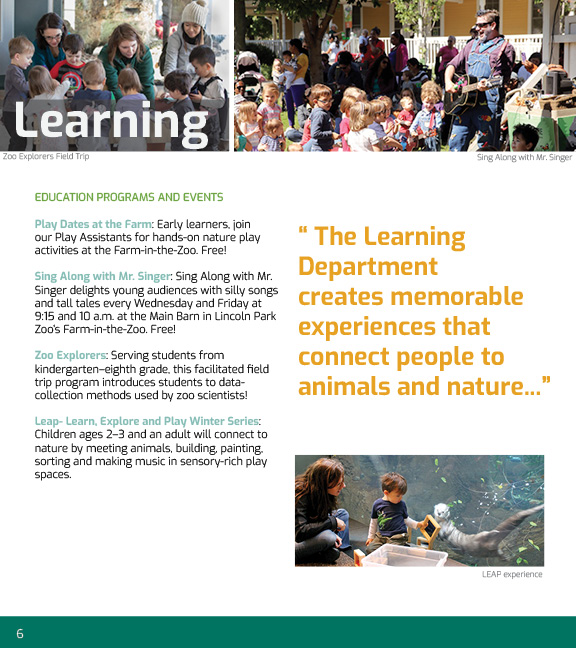 Learning
Zoo Explorers Field Trip
Sing Along with Mr. Singer
EDUCATION PROGRAMS AND EVENTS
Play Dates at the Farm: Early learners, join
our Play Assistants for hands-on nature play
activities at the Farm-in-the-Zoo. Free!
Sing Along with Mr. Singer: Sing Along with Mr.
Singer delights young audiences with silly songs
and tall tales every Wednesday and Friday at
9:15 and 10 a.m. at the Main Barn in Lincoln Park
Zoo's Farm-in-the-Zoo. Free!
Zoo Explorers: Serving students from
kindergarten–eighth grade, this facilitated field
trip program introduces students to data-
collection methods used by zoo scientists!
Leap- Learn, Explore and Play Winter Series:
Children ages 2–3 and an adult will connect to
nature by meeting animals, building, painting,
sorting and making music in sensory-rich play
spaces.
“ The Learning
Department
creates memorable
experiences that
connect people to
animals and nature...”
LEAP experience
6